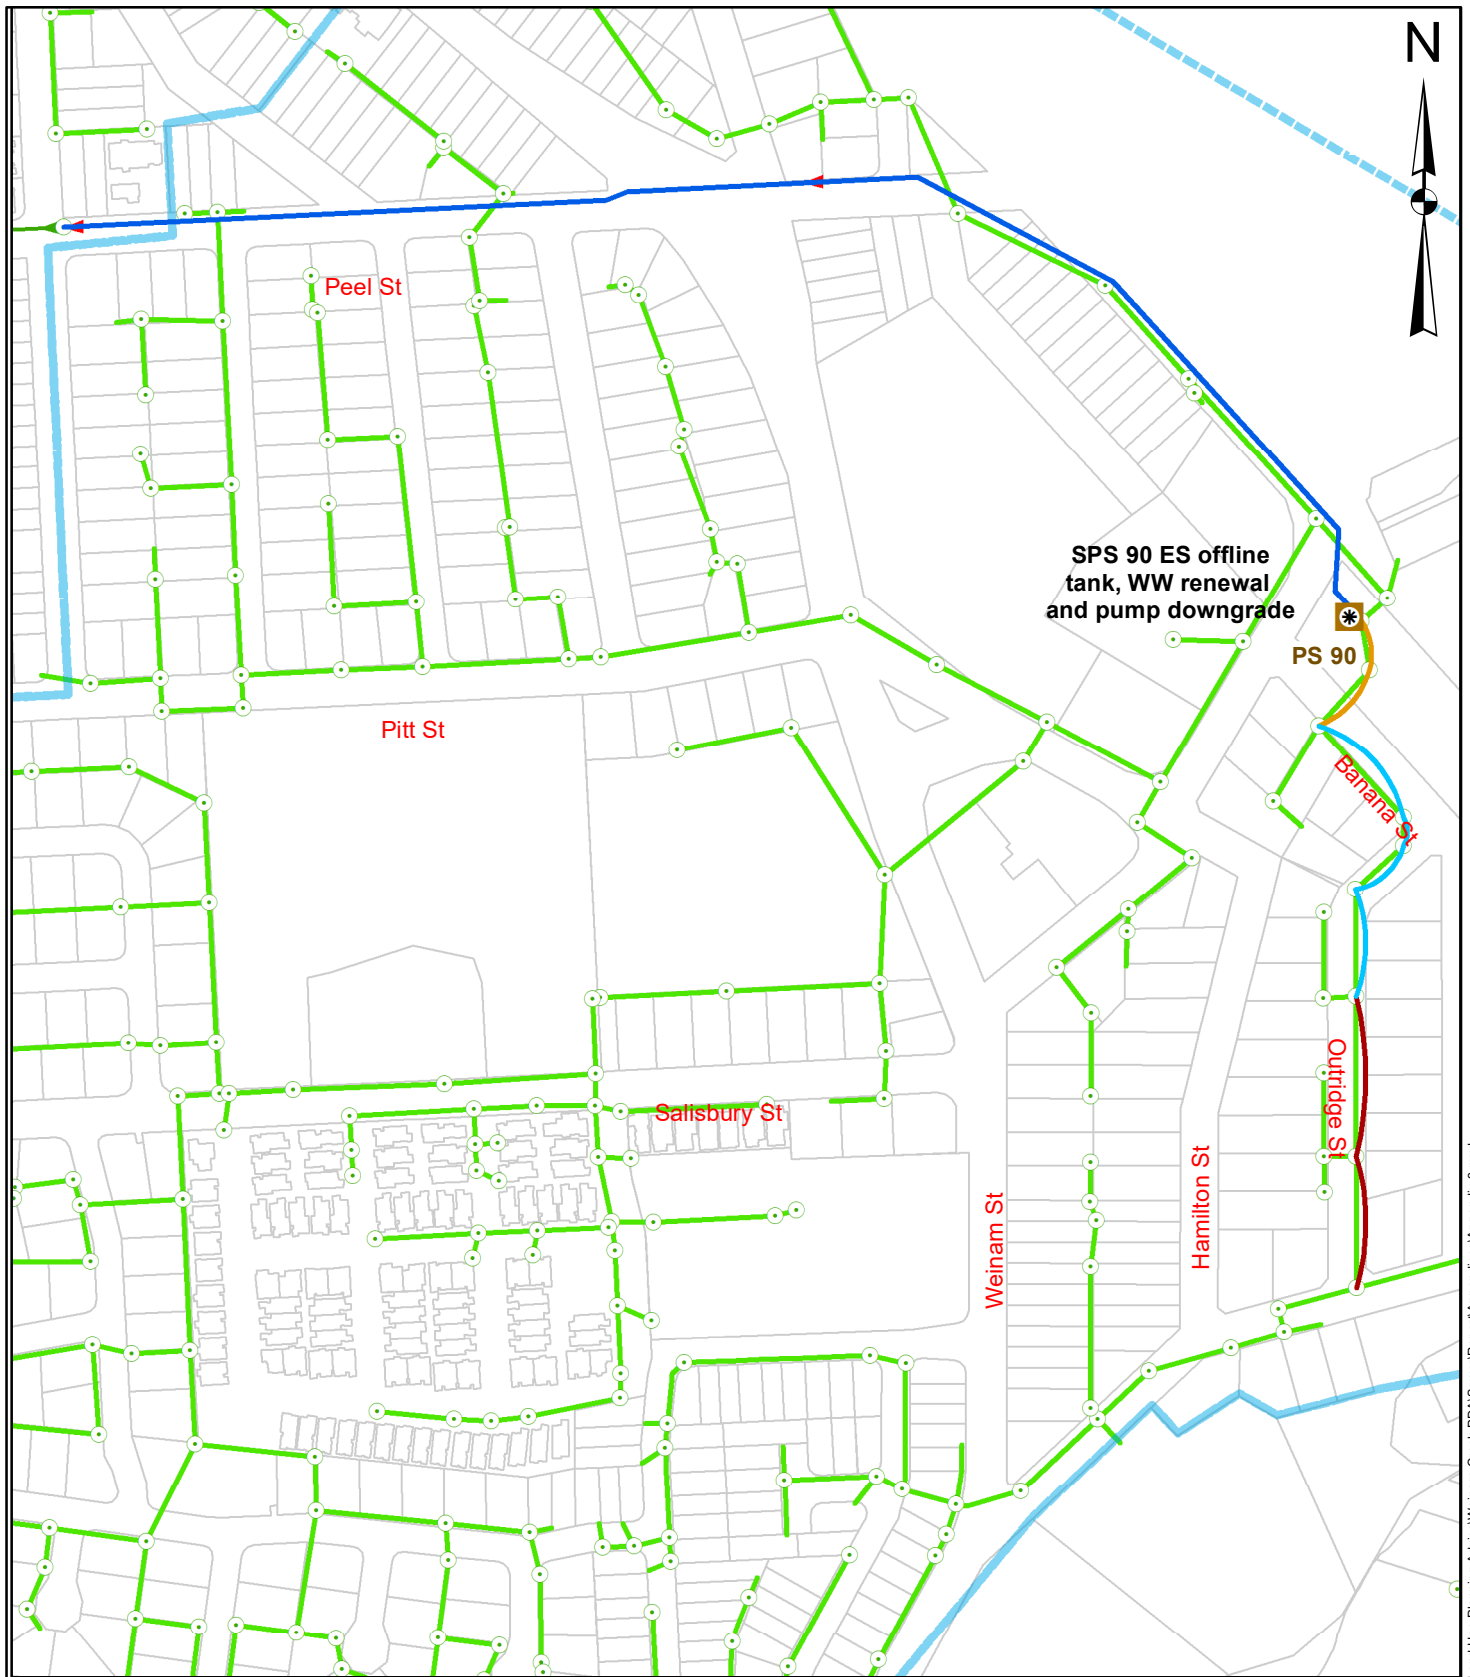 N
Peel St
SPS 90 ES offline
tank, WW renewal
and pump downgrade
PS 90
Pitt St
Banana St
Outridge St
Salisbury St
Hamilton St
Weinam St